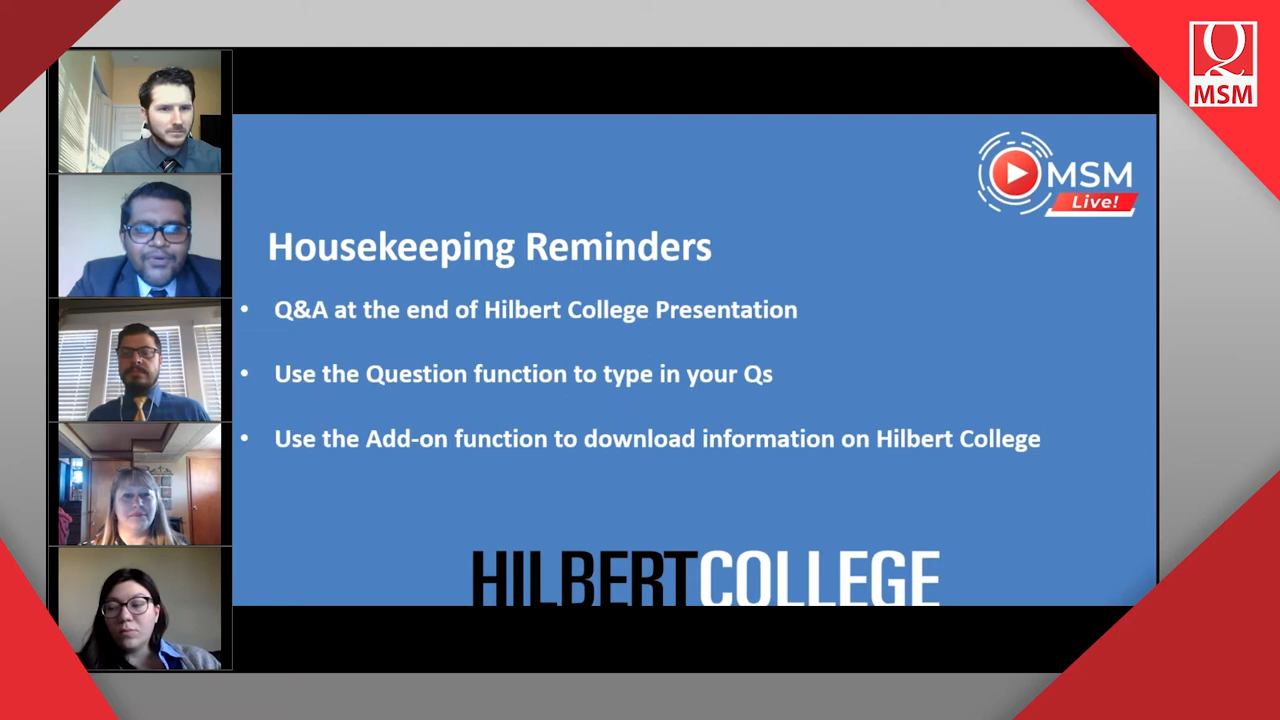 Q
MSM
MSM
Live!
Housekeeping Reminders
• Q&A at the end of Hilbert College Presentation
• Use the Question function to type in your Qs
• Use the Add-on function to download information on Hilbert College
HILBERTCOLLEGE